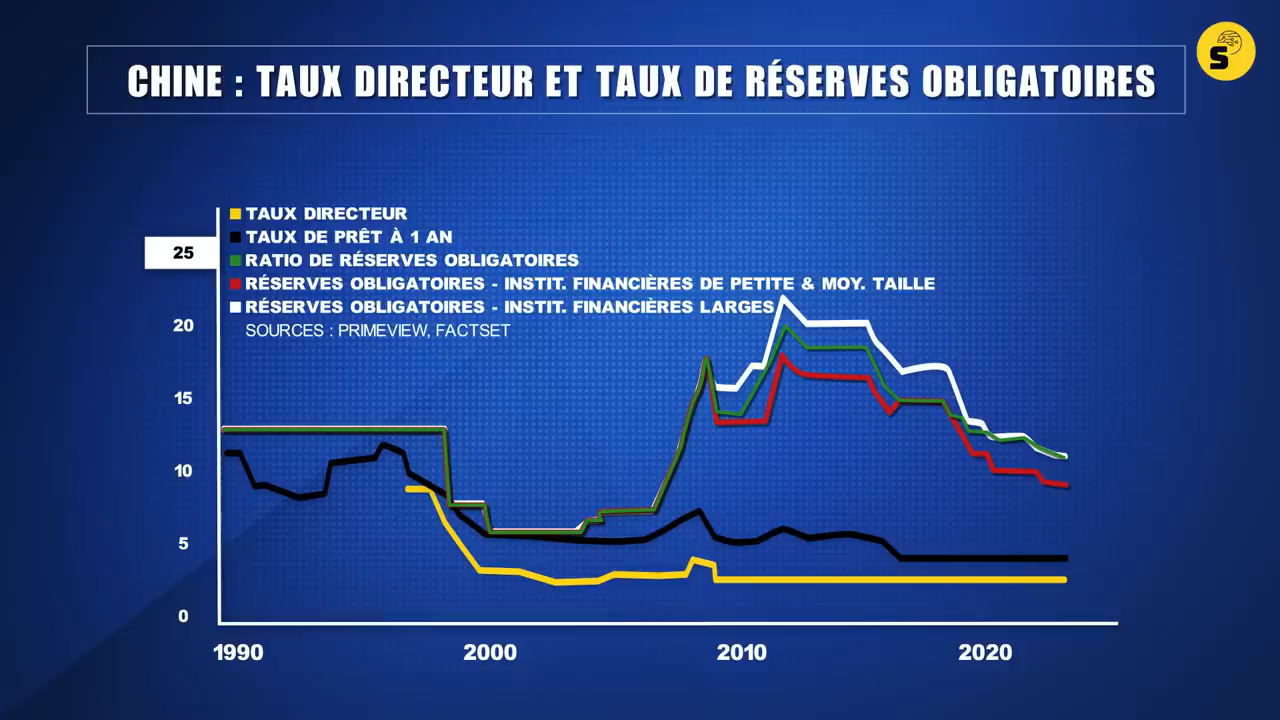 CHINE : TAUX DIRECTEUR ET TAUX DE RÉSERVES OBLIGATOIRES
S
TAUX DIRECTEUR
TAUX DE PRÊT À 1 AN
RATIO DE RÉSERVES OBLIGATOIRES
RÉSERVES OBLIGATOIRES - INSTIT. FINANCIÈRES DE PETITE & MOY. TAILLE
RÉSERVES OBLIGATOIRES - INSTIT. FINANCIÈRES LARGES
SOURCES : PRIMEVIEW, FACTSET
25
20
15
10
5
0
1990 2000 2010 2020